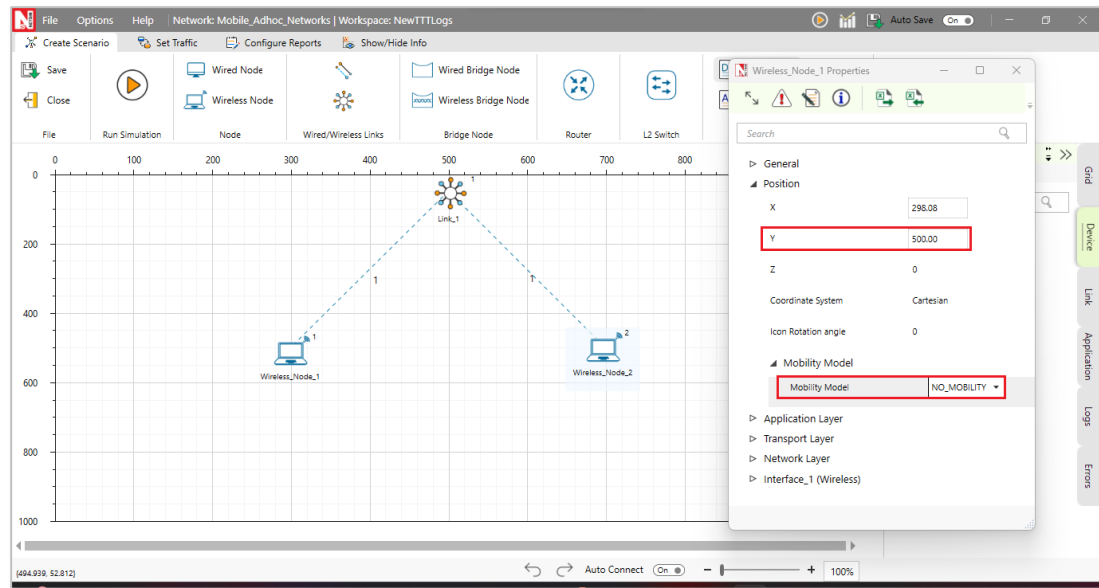 N
File Options Help Network: Mobile_Adhoc_Networks | Workspace: NewTTTLogs Auto Save On
Create Scenario Set Traffic Configure Reports Show/Hide Info
Save Wired Node Wired Bridge Node D
Close Wireless Node Wireless Bridge Node A
File Run Simulation Node Wired/Wireless Links Bridge Node Router L2 Switch
0 100 200 300 400 500 600 700 800
0
200
400
600
800
1000
1
Link_1
1 1
1
Wireless_Node_1
2
Wireless_Node_2
Wireless_Node_1 Properties
Search
General
Position
X 298.08
Y 500.00
Z 0
Coordinate System Cartesian
Icon Rotation angle 0
Mobility Model
Mobility Model NO_MOBILITY
Application Layer
Transport Layer
Network Layer
Interface_1 (Wireless)
Grid
Device
Link
Application
Logs
Errors
(494.939, 52.812) Auto Connect On 100%